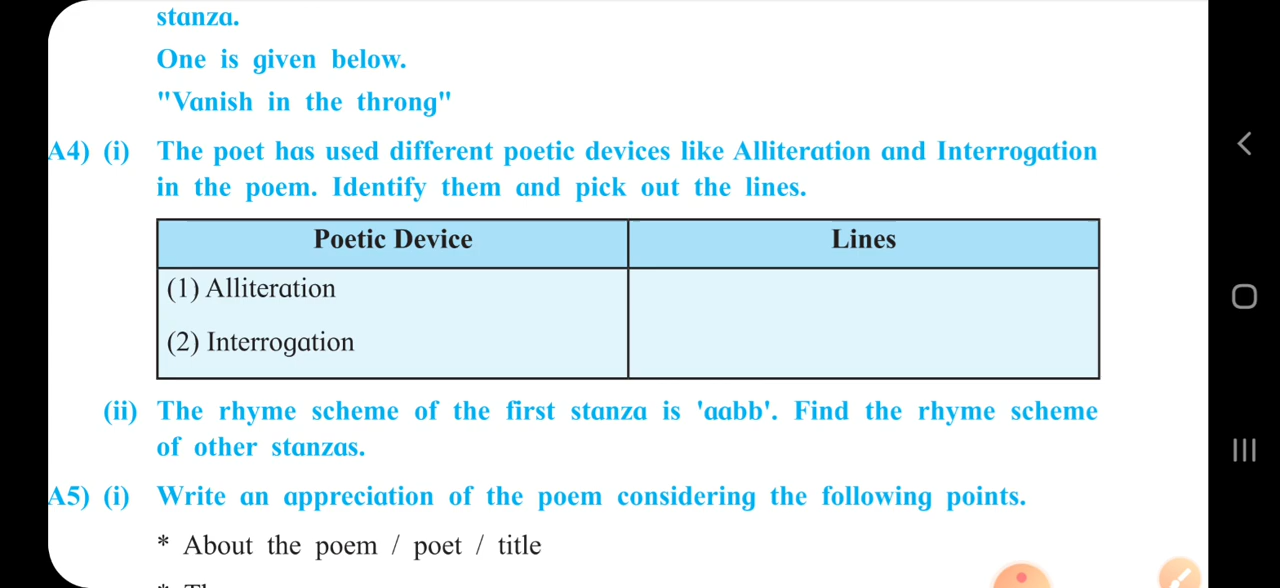 stanza.
One is given below.
"Vanish in the throng"
A4) (i) The poet has used different poetic devices like Alliteration and Interrogation
in the poem. Identify them and pick out the lines.
Poetic Device Lines
(1) Alliteration
(2) Interrogation
(ii) The rhyme scheme of the first stanza is 'aabb'. Find the rhyme scheme
of other stanzas.
A5) (i) Write an appreciation of the poem considering the following points.
* About the poem / poet / title